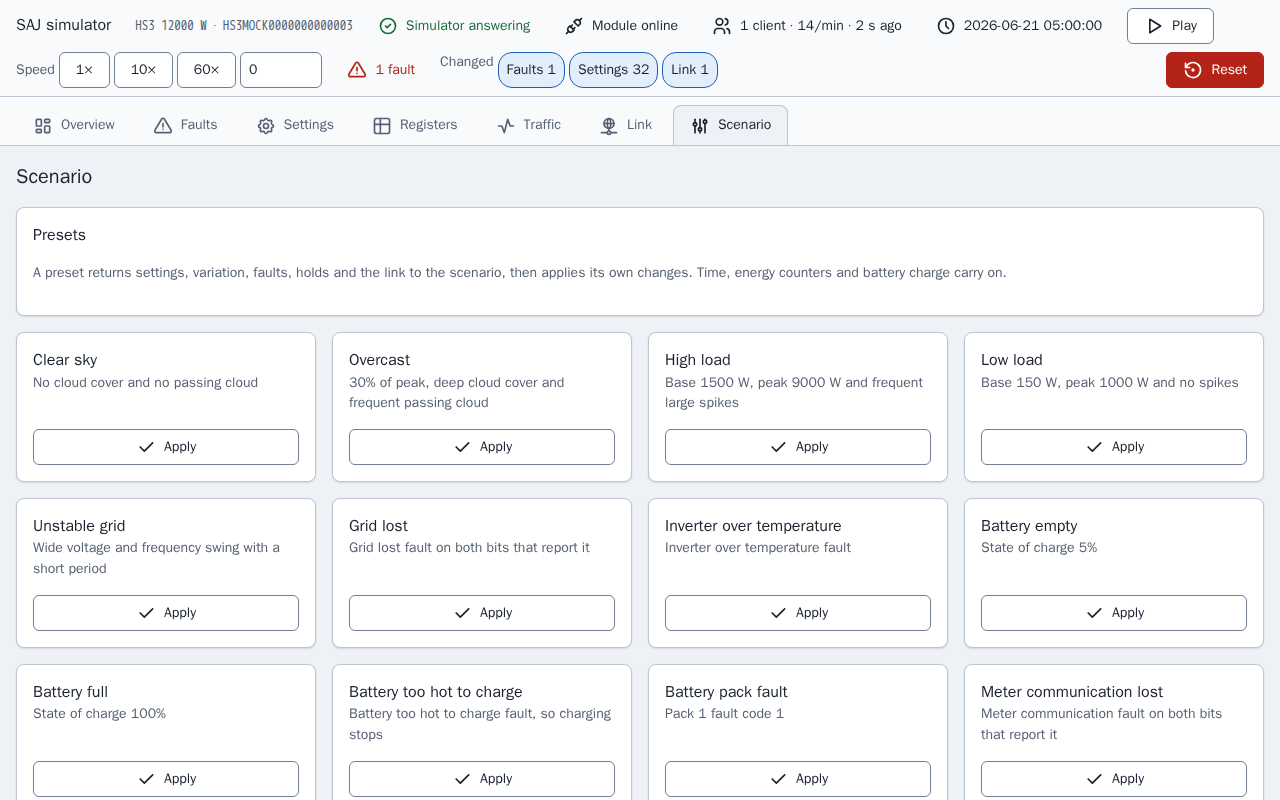 SAJ simulator HS3 12000 W · HS3MOCK0000000000003 Simulator answering Module online 1 client · 14/min · 2 s ago 2026-06-21 05:00:00 Play
Speed 1× 10× 60× 0 1 fault Changed Faults 1 Settings 32 Link 1 Reset
Overview Faults Settings Registers Traffic Link Scenario
Scenario
Presets
A preset returns settings, variation, faults, holds and the link to the scenario, then applies its own changes. Time, energy counters and battery charge carry on.
Clear sky
No cloud cover and no passing cloud
Apply
Overcast
30% of peak, deep cloud cover and
frequent passing cloud
Apply
High load
Base 1500 W, peak 9000 W and frequent
large spikes
Apply
Low load
Base 150 W, peak 1000 W and no spikes
Apply
Unstable grid
Wide voltage and frequency swing with a
short period
Apply
Grid lost
Grid lost fault on both bits that report it
Apply
Inverter over temperature
Inverter over temperature fault
Apply
Battery empty
State of charge 5%
Apply
Battery full
State of charge 100%
Apply
Battery too hot to charge
Battery too hot to charge fault, so charging
stops
Apply
Battery pack fault
Pack 1 fault code 1
Apply
Meter communication lost
Meter communication fault on both bits
that report it
Apply